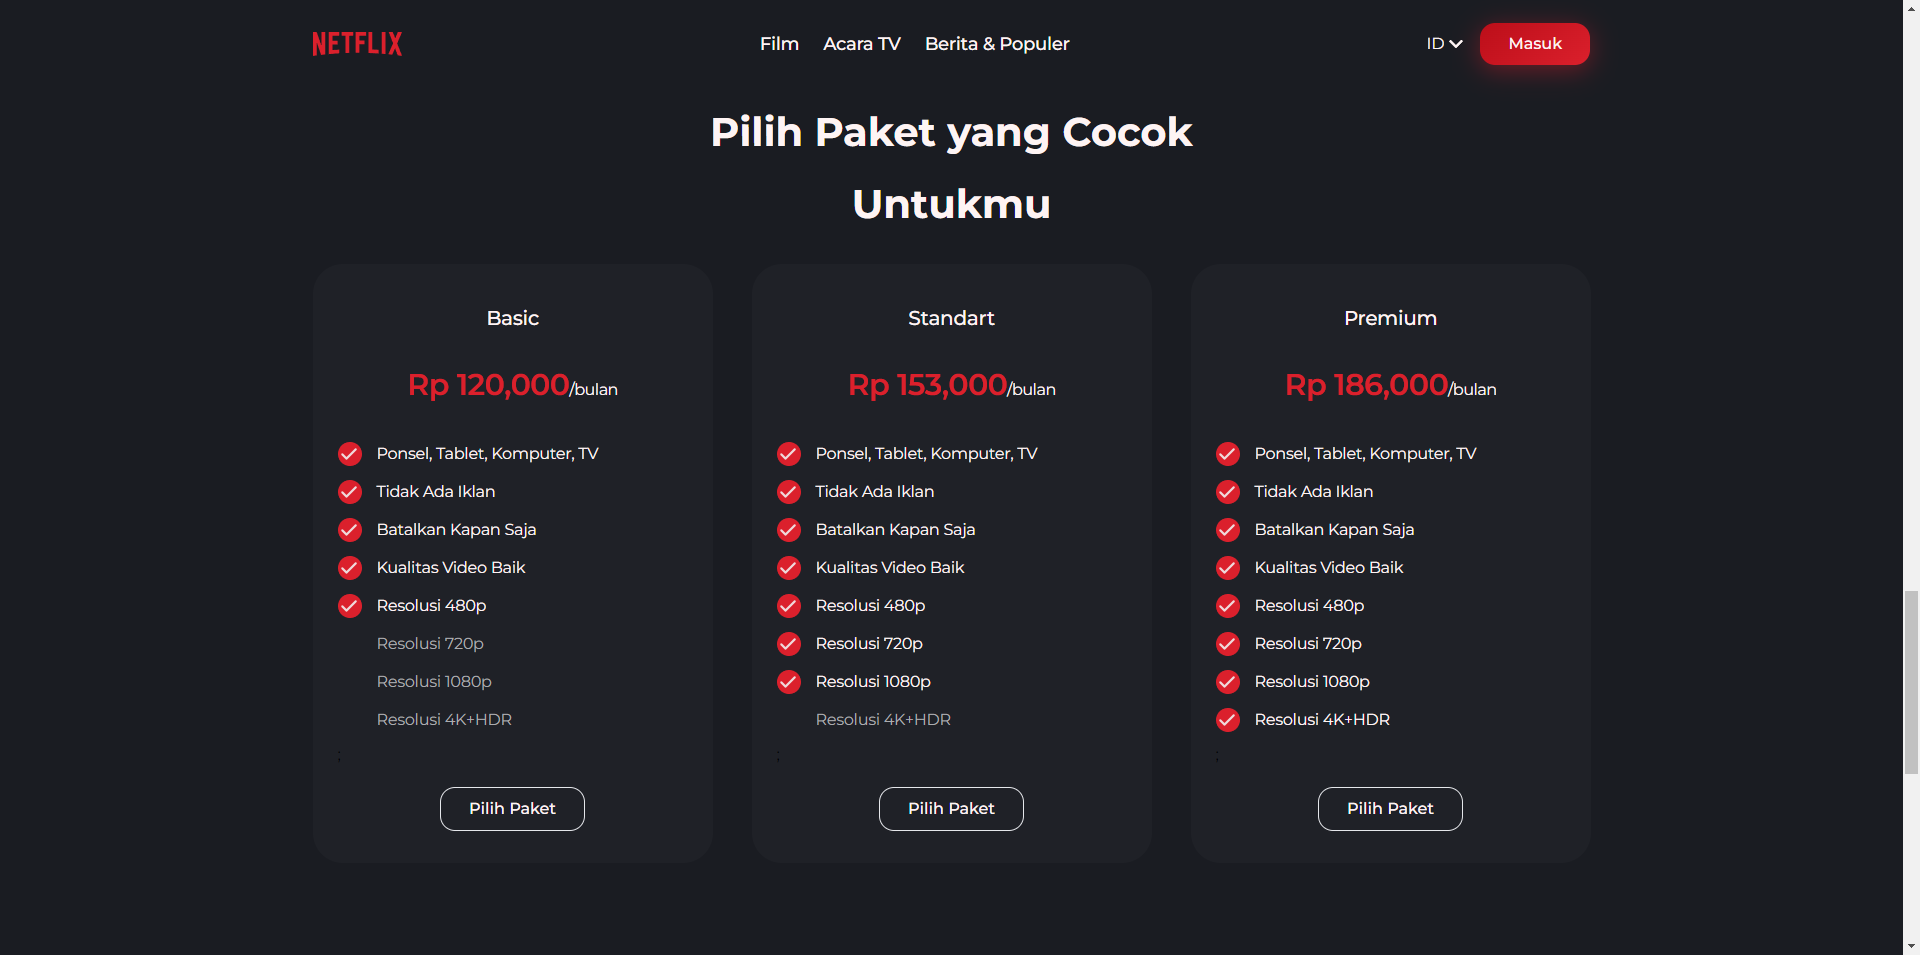 NETFLIX
Film Acara TV Berita & Populer
ID
Masuk
Pilih Paket yang Cocok
Untukmu
Basic
Rp 120,000/bulan
Ponsel, Tablet, Komputer, TV
Tidak Ada Iklan
Batalkan Kapan Saja
Kualitas Video Baik
Resolusi 480p
Resolusi 720p
Resolusi 1080p
Resolusi 4K+HDR
;
Pilih Paket
Standart
Rp 153,000/bulan
Ponsel, Tablet, Komputer, TV
Tidak Ada Iklan
Batalkan Kapan Saja
Kualitas Video Baik
Resolusi 480p
Resolusi 720p
Resolusi 1080p
Resolusi 4K+HDR
;
Pilih Paket
Premium
Rp 186,000/bulan
Ponsel, Tablet, Komputer, TV
Tidak Ada Iklan
Batalkan Kapan Saja
Kualitas Video Baik
Resolusi 480p
Resolusi 720p
Resolusi 1080p
Resolusi 4K+HDR
;
Pilih Paket